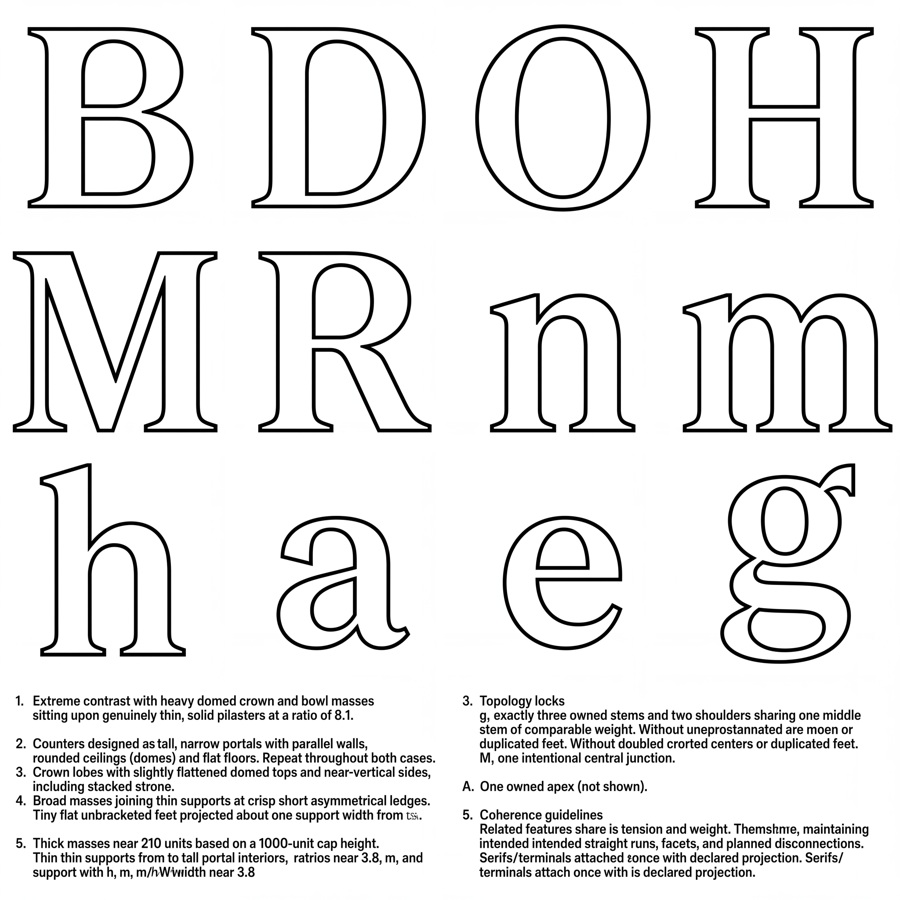 B D O H
M R n m
h a e g
1. Extreme contrast with heavy domed crown and bowl masses
sitting upon genuinely thin, solid pilasters at a ratio of 8.1.
2. Counters designed as tall, narrow portals with parallel walls,
rounded ceilings (domes) and flat floors. Repeat throughout both cases.
3. Crown lobes with slightly flattened domed tops and near-vertical sides,
including stacked strone.
4. Broad masses joining thin supports at crisp short asymmetrical ledges.
Tiny flat unbracketed feet projected about one support width from
5. Thick masses near 210 units based on a 1000-unit cap height.
Thin thin supports from to tall portal interiors, ratrios near 3.8, m, and
support with h, m, near 3.8
3. Topology locks
g, exactly three owned stems and two shoulders sharing one middle
stem of comparable weight. Without uneprostannated are moen or
duplicated feet. Without doubled crorted centers or duplicated feet.
M, one intentional central junction.
A. One owned apex (not shown).
5. Coherence guidelines
Related features share is tension and weight. maintaining
intended intended straight runs, facets, and planned disconnections.
Serifs/terminals attached once with declared projection. Serifs/
terminals attach once with is declared projection.